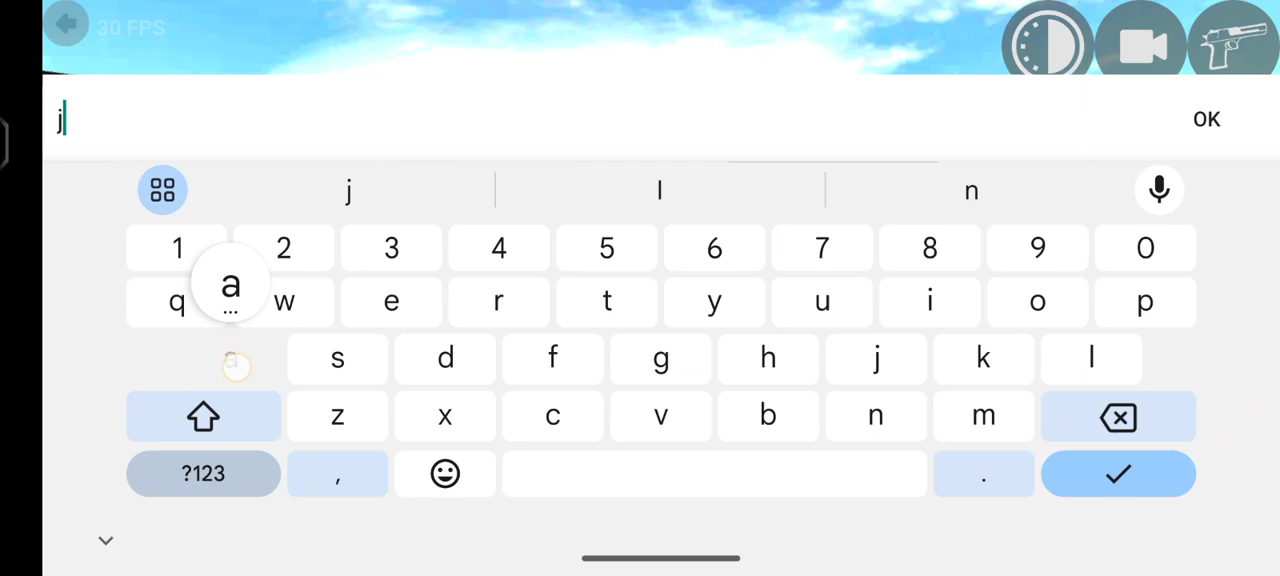 30 FPS
j
OK
j l n
1 2 3 4 5 6 7 8 9 0
a
q w e r t y u i o p
a s d f g h j k l
z x c v b n m
?123 , .